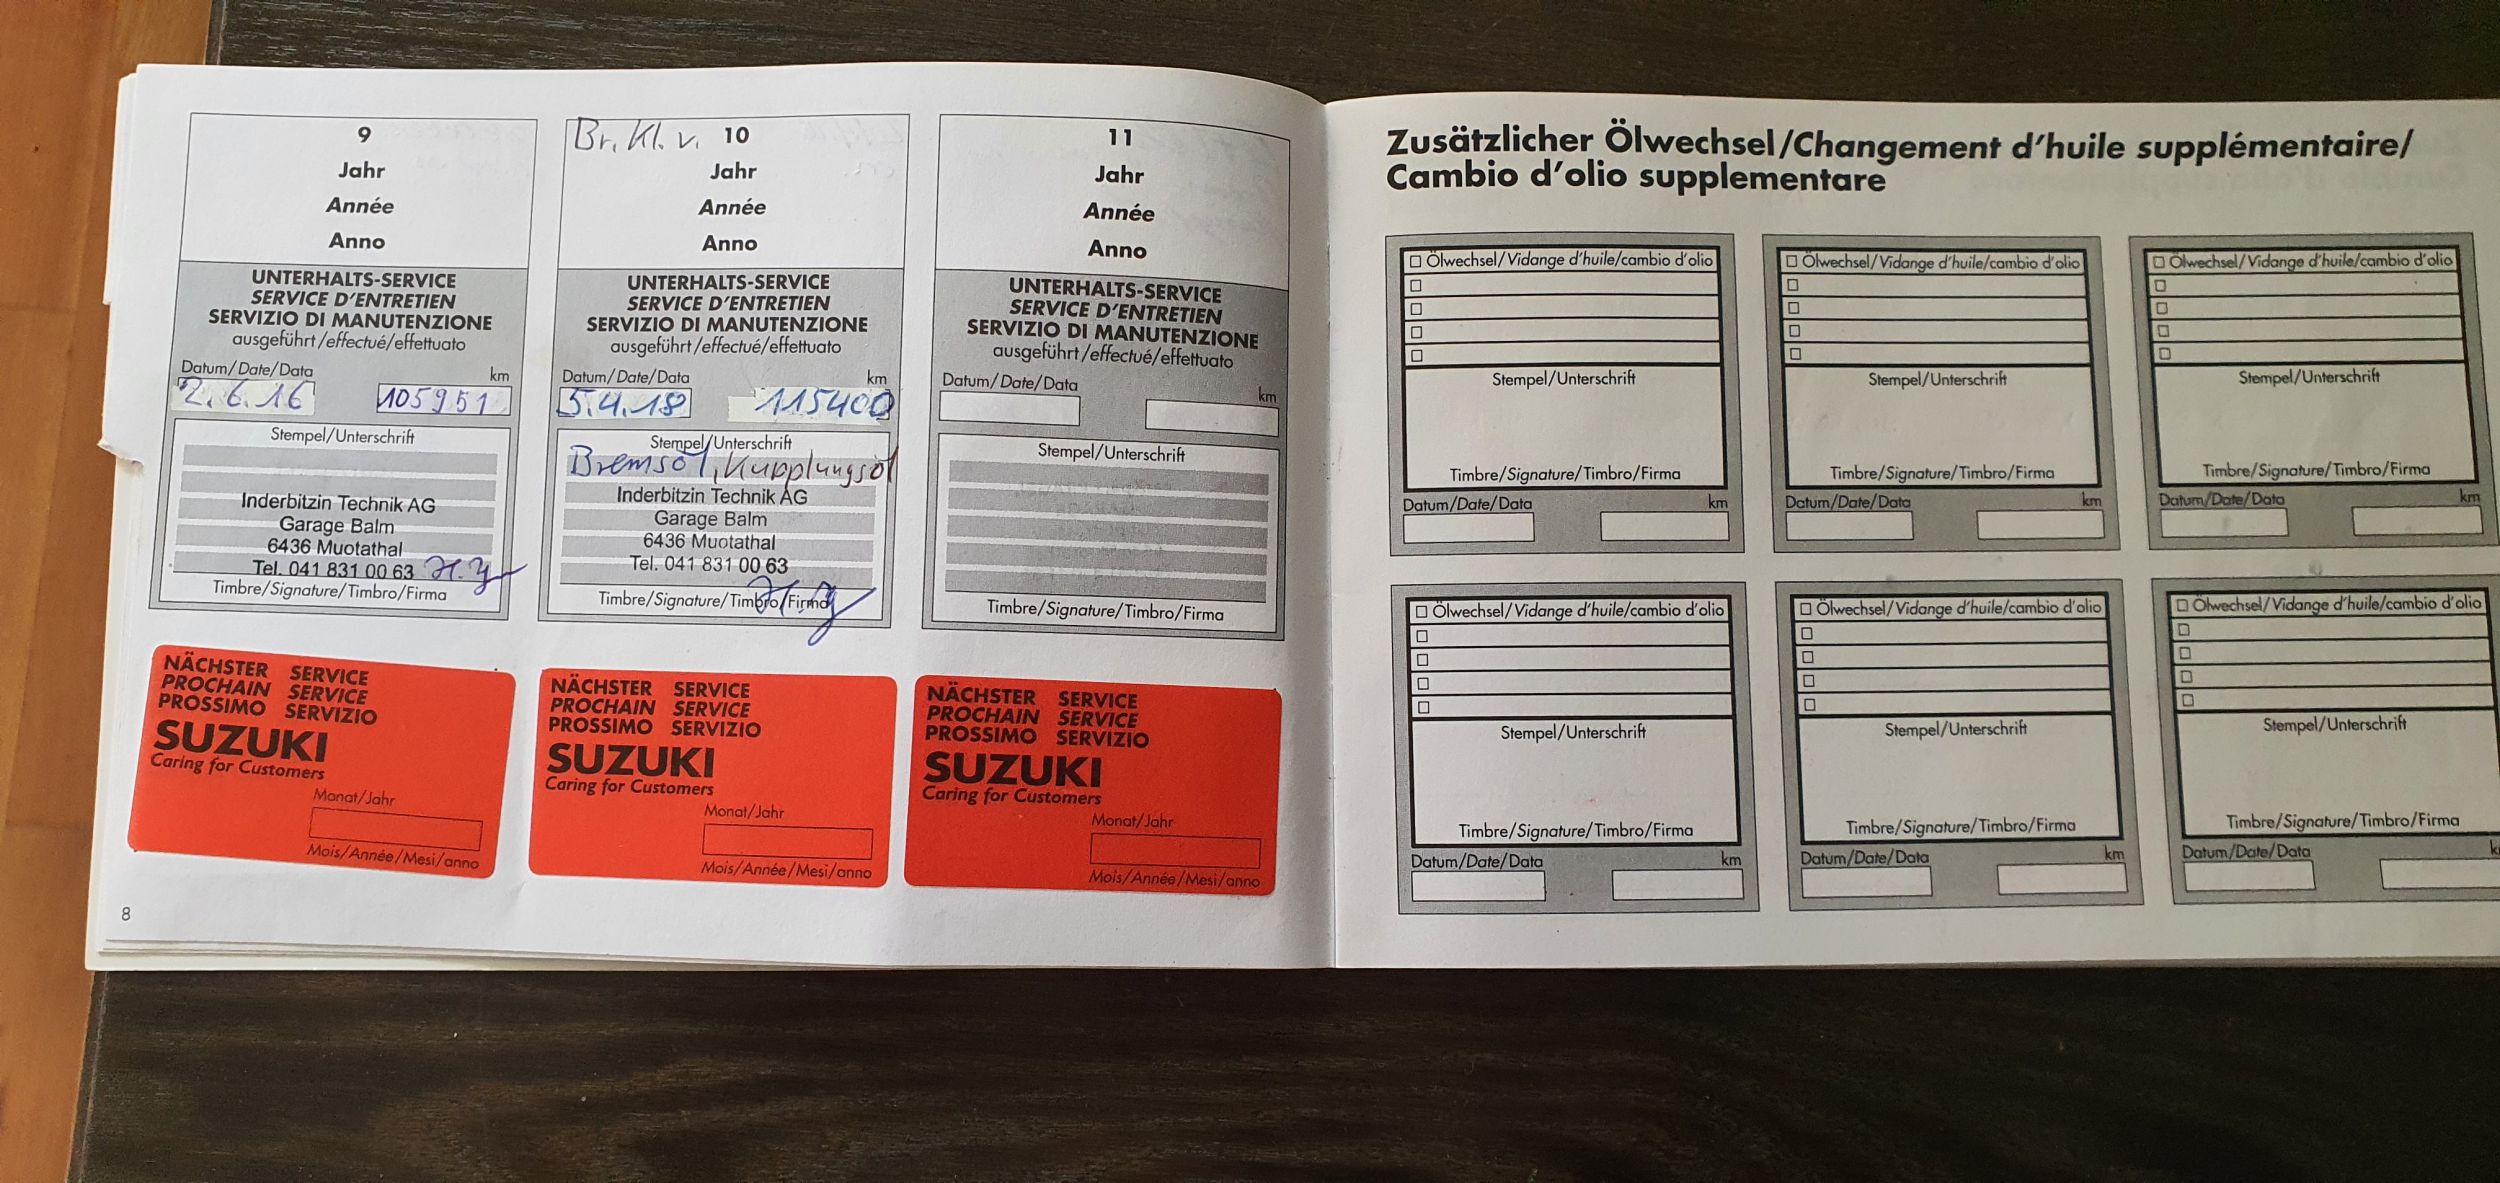 9
Jahr
Année
Anno
UNTERHALTS-SERVICE
SERVICE D'ENTRETIEN
SERVIZIO DI MANUTENZIONE
ausgeführt/effectué/effettuato
Datum/Date/Data km
2.6.16 105951
Stempel/Unterschrift
Inderbitzin Technik AG
Garage Balm
6436 Muotathal
Tel. 041 831 00 63
Timbre/Signature/Timbro/Firma
NÄCHSTER SERVICE
PROCHAIN SERVICE
PROSSIMO SERVIZIO
SUZUKI
Caring for Customers
Monat/Jahr
Mois/Année/Mesi/anno
Br. Kl. v. 10
Jahr
Année
Anno
UNTERHALTS-SERVICE
SERVICE D'ENTRETIEN
SERVIZIO DI MANUTENZIONE
ausgeführt/effectué/effettuato
Datum/Date/Data km
5.4.18 115400
Stempel/Unterschrift
Bremsöl, Kupplungsöl
Inderbitzin Technik AG
Garage Balm
6436 Muotathal
Tel. 041 831 00 63
Timbre/Signature/Timbro/Firma
NÄCHSTER SERVICE
PROCHAIN SERVICE
PROSSIMO SERVIZIO
SUZUKI
Caring for Customers
Monat/Jahr
Mois/Année/Mesi/anno
11
Jahr
Année
Anno
UNTERHALTS-SERVICE
SERVICE D'ENTRETIEN
SERVIZIO DI MANUTENZIONE
ausgeführt/effectué/effettuato
Datum/Date/Data km
Stempel/Unterschrift
Timbre/Signature/Timbro/Firma
NÄCHSTER SERVICE
PROCHAIN SERVICE
PROSSIMO SERVIZIO
SUZUKI
Caring for Customers
Monat/Jahr
Mois/Année/Mesi/anno
8
Zusätzlicher Ölwechsel/Changement d'huile supplémentaire/
Cambio d'olio supplementare
Ölwechsel/Vidange d'huile/cambio d'olio
Stempel/Unterschrift
Timbre/Signature/Timbro/Firma
Datum/Date/Data km
Ölwechsel/Vidange d'huile/cambio d'olio
Stempel/Unterschrift
Timbre/Signature/Timbro/Firma
Datum/Date/Data km
Ölwechsel/Vidange d'huile/cambio d'olio
Stempel/Unterschrift
Timbre/Signature/Timbro/Firma
Datum/Date/Data km
Ölwechsel/Vidange d'huile/cambio d'olio
Stempel/Unterschrift
Timbre/Signature/Timbro/Firma
Datum/Date/Data km
Ölwechsel/Vidange d'huile/cambio d'olio
Stempel/Unterschrift
Timbre/Signature/Timbro/Firma
Datum/Date/Data km
Ölwechsel/Vidange d'huile/cambio d'olio
Stempel/Unterschrift
Timbre/Signature/Timbro/Firma
Datum/Date/Data